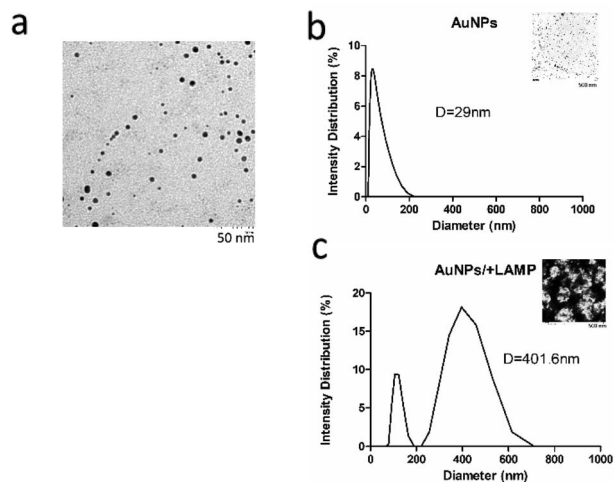 a
50 nm
b
AuNPs
500 nm
D=29nm
Intensity Distribution (%)
10
8
6
4
2
0
0 200 400 600 800 1000
Diameter (nm)
c
AuNPs/+LAMP
500 nm
D=401.6nm
Intensity Distribution (%)
20
15
10
5
0
0 200 400 600 800 1000
Diameter (nm)